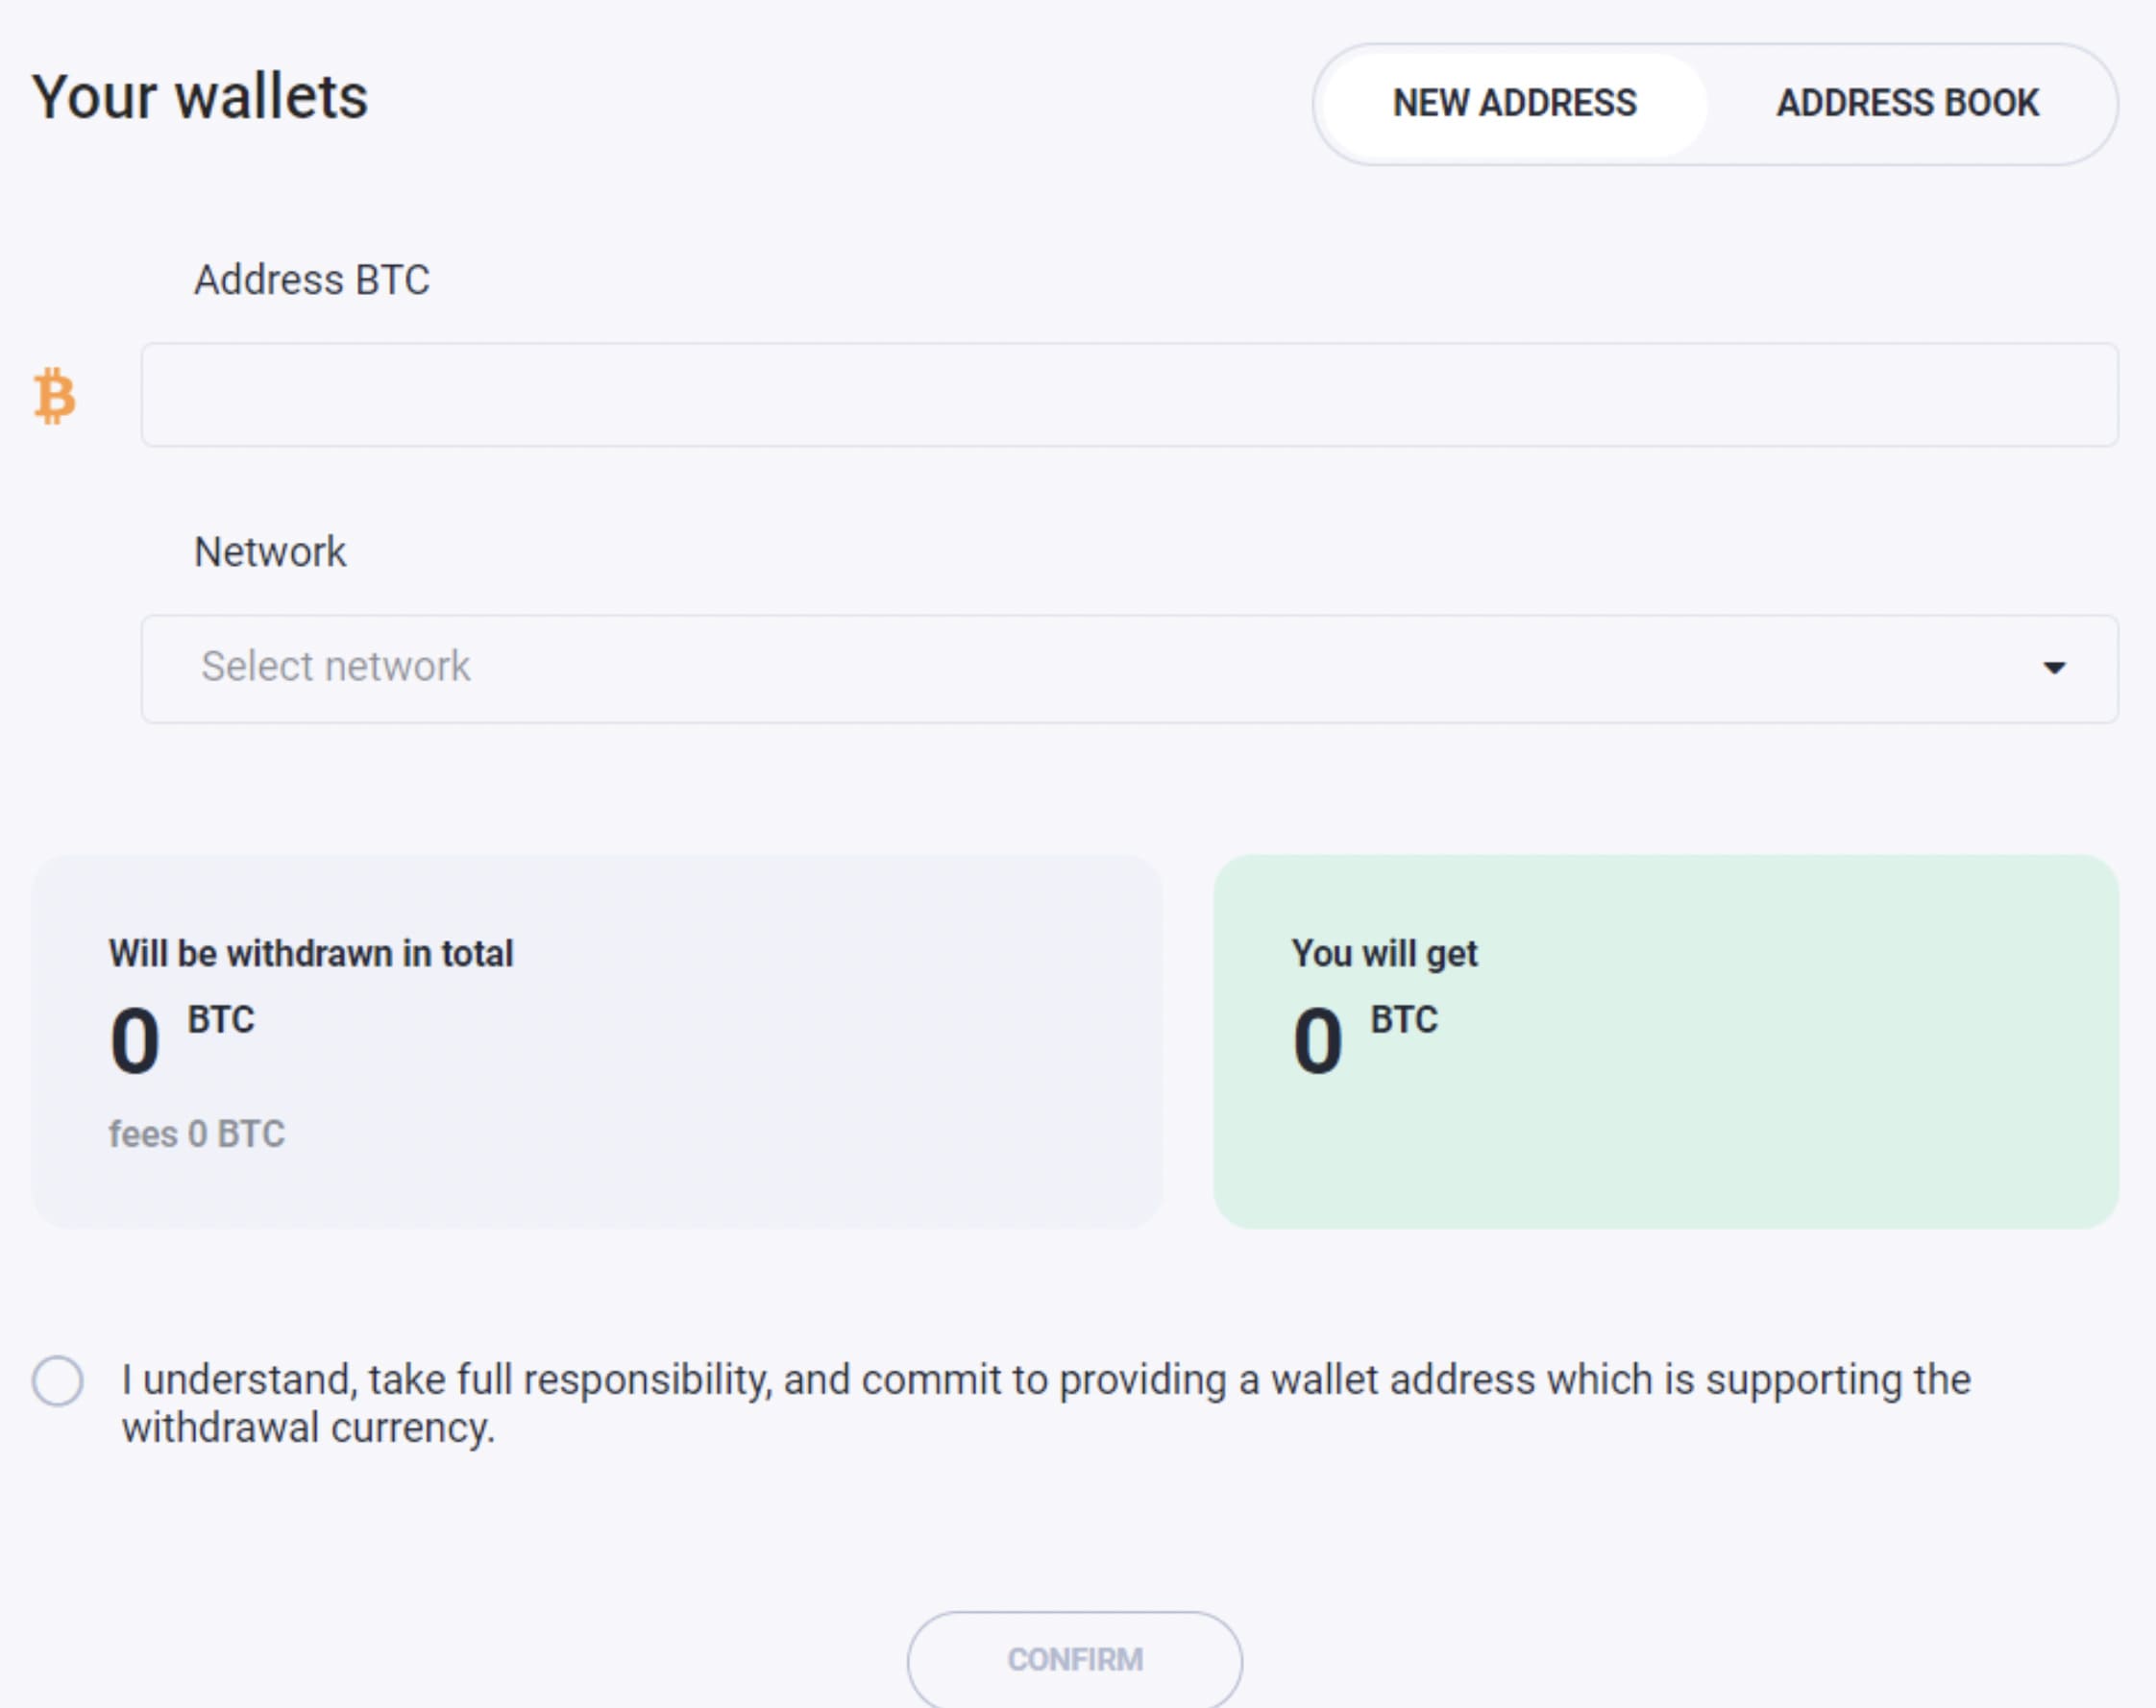 Your wallets
NEW ADDRESS
ADDRESS BOOK
Address BTC
Network
Select network
Will be withdrawn in total
0 BTC
fees 0 BTC
You will get
0 BTC
I understand, take full responsibility, and commit to providing a wallet address which is supporting the
withdrawal currency.
CONFIRM